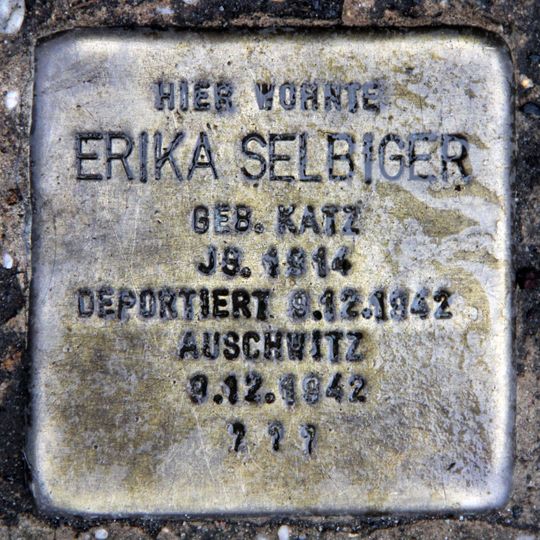 HIER WOHNTE
ERIKA SELBIGER
GEB. KATZ
JG. 1914
DEPORTIERT 9.12.1942
AUSCHWITZ
9.12.1942
? ? ?